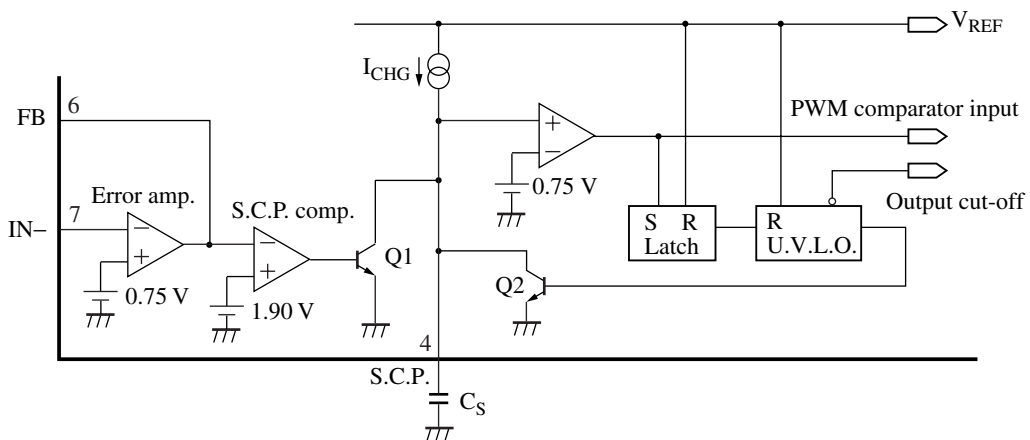 V_REF
I_CHG
FB
6
PWM comparator input
+
−
0.75 V
Error amp.
S.C.P. comp.
Output cut-off
IN–
7
−
+
−
+
S R
Latch
R
U.V.L.O.
Q1
Q2
0.75 V
1.90 V
4
S.C.P.
C_S